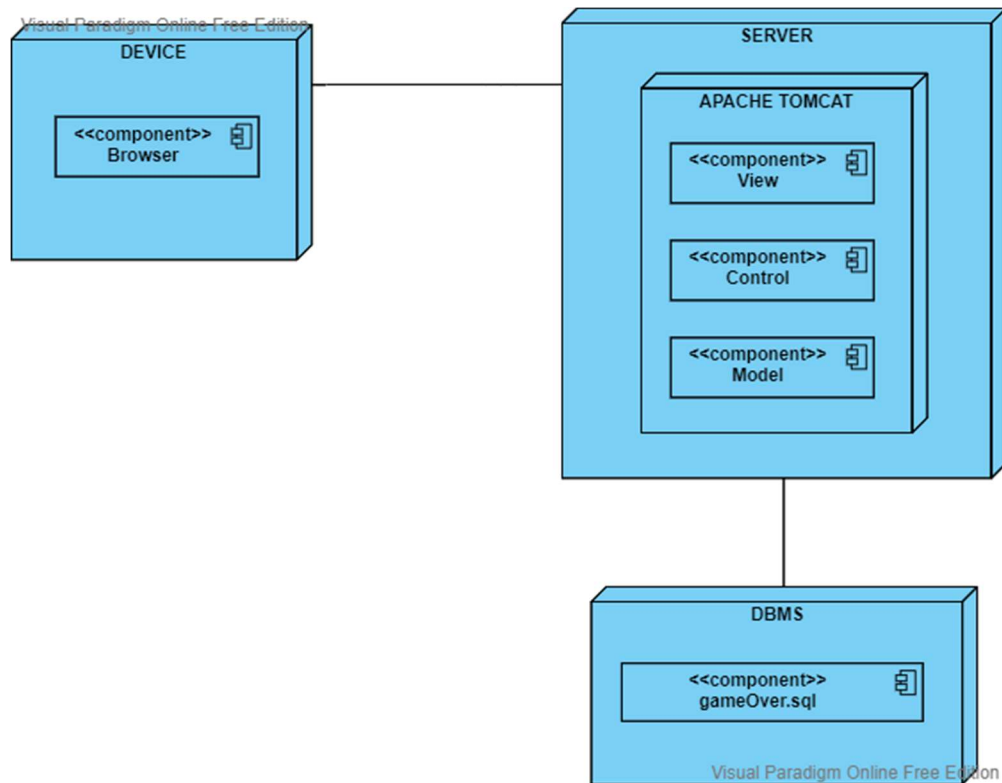 Visual Paradigm Online Free Edition
DEVICE
<<component>>
Browser
SERVER
APACHE TOMCAT
<<component>>
View
<<component>>
Control
<<component>>
Model
DBMS
<<component>>
gameOver.sql
Visual Paradigm Online Free Edition